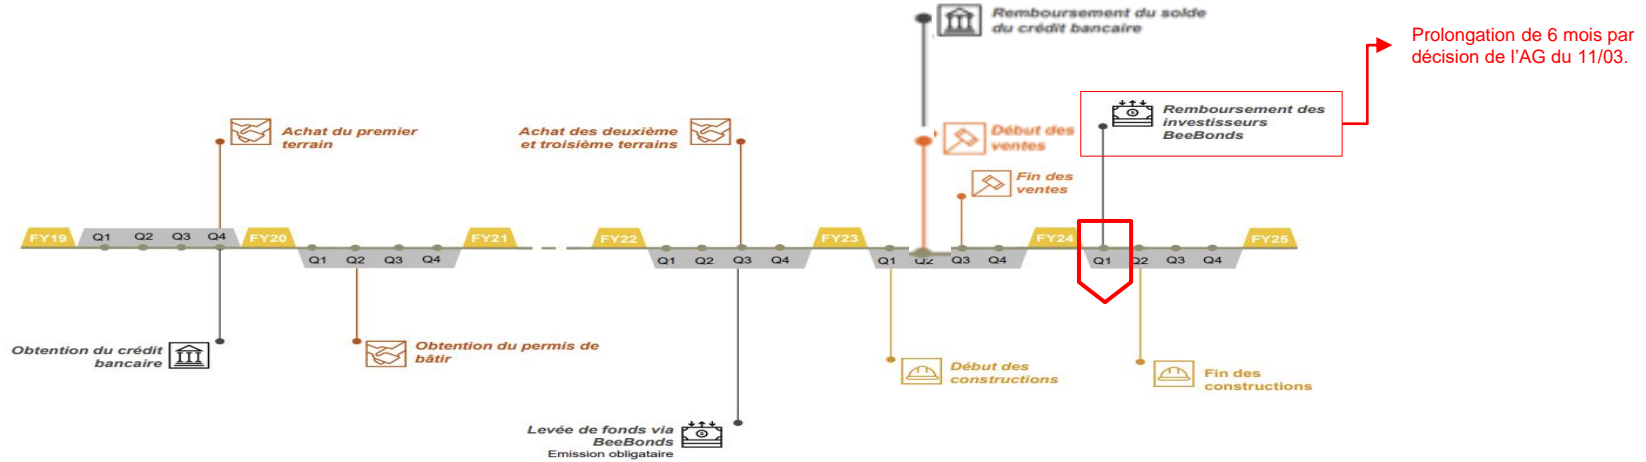 Remboursement du solde
du crédit bancaire
Prolongation de 6 mois par
décision de l'AG du 11/03.
Remboursement des
investisseurs
BeeBonds
Achat du premier
terrain
Achat des deuxième
et troisième terrains
Début des
ventes
Fin des
ventes
FY19 Q1 Q2 Q3 Q4 FY20 FY21 FY22 FY23 FY24 FY25
Q1 Q2 Q3 Q4 Q1 Q2 Q3 Q4 Q1 Q2 Q3 Q4 Q1 Q2 Q3 Q4
Obtention du crédit
bancaire
Obtention du permis de
bâtir
Début des
constructions
Fin des
constructions
Levée de fonds via
BeeBonds
Emission obligataire